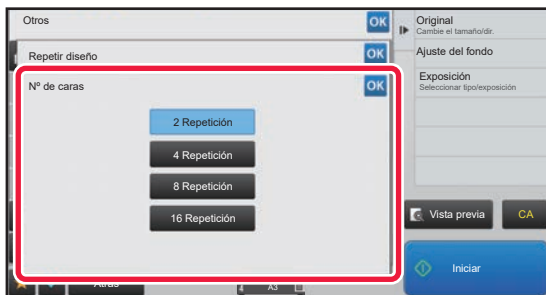 Otros
OK
Original
Cambie el tamaño/dir.
Repetir diseño
OK
Ajuste del fondo
Nº de caras
OK
Exposición
Seleccionar tipo/exposición
2 Repetición
4 Repetición
8 Repetición
16 Repetición
Vista previa
CA
Iniciar
Atrás
A3